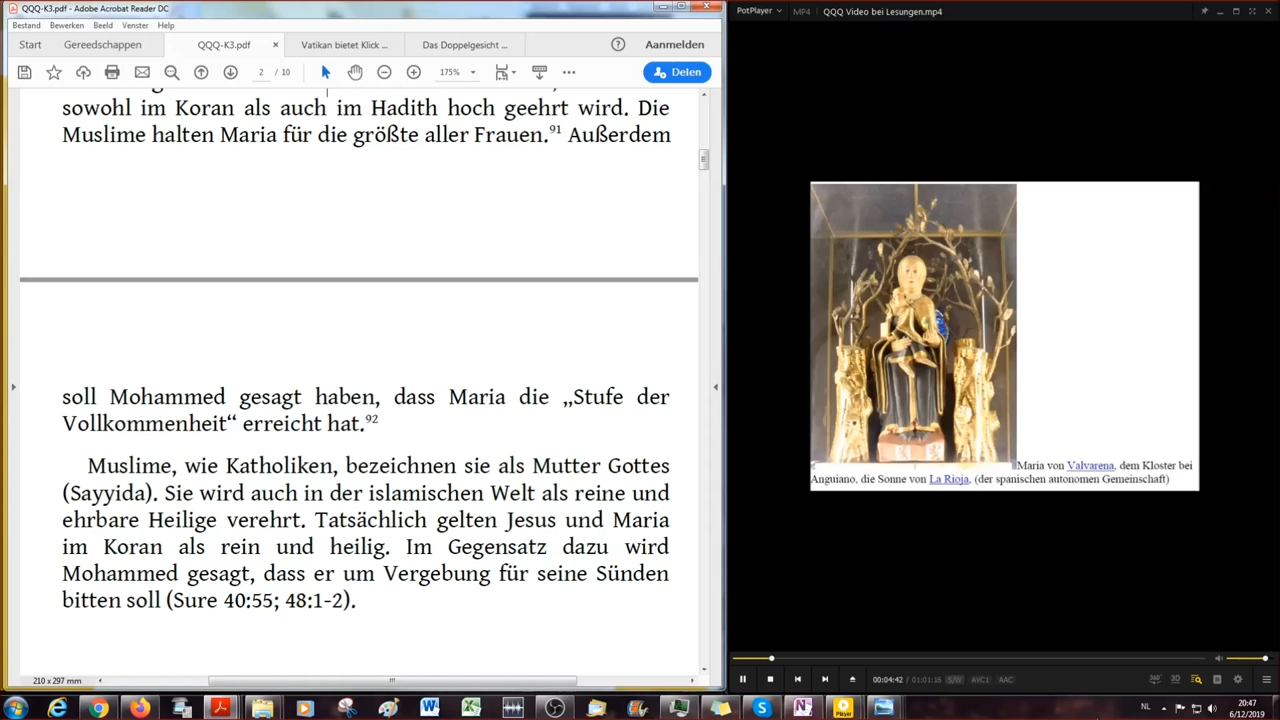 QQQ-K3.pdf - Adobe Acrobat Reader DC
Bestand Bewerken Beeld Venster Help
Start Gereedschappen QQQ-K3.pdf × Vatikan bietet Klick ... Das Doppelgesicht ... Aanmelden
2 / 10 175% Delen
sowohl im Koran als auch im Hadith hoch geehrt wird. Die
Muslime halten Maria für die größte aller Frauen.91 Außerdem
soll Mohammed gesagt haben, dass Maria die „Stufe der
Vollkommenheit“ erreicht hat.92
Muslime, wie Katholiken, bezeichnen sie als Mutter Gottes
(Sayyida). Sie wird auch in der islamischen Welt als reine und
ehrbare Heilige verehrt. Tatsächlich gelten Jesus und Maria
im Koran als rein und heilig. Im Gegensatz dazu wird
Mohammed gesagt, dass er um Vergebung für seine Sünden
bitten soll (Sure 40:55; 48:1-2).
210 x 297 mm
PotPlayer MP4 QQQ Video bei Lesungen.mp4
Maria von Valvarena, dem Kloster bei
Anguiano, die Sonne von La Rioja, (der spanischen autonomen Gemeinschaft)
00:04:42 / 01:01:16 S/W AVC1 AAC
360° 3D
NL 20:47
6/12/2019